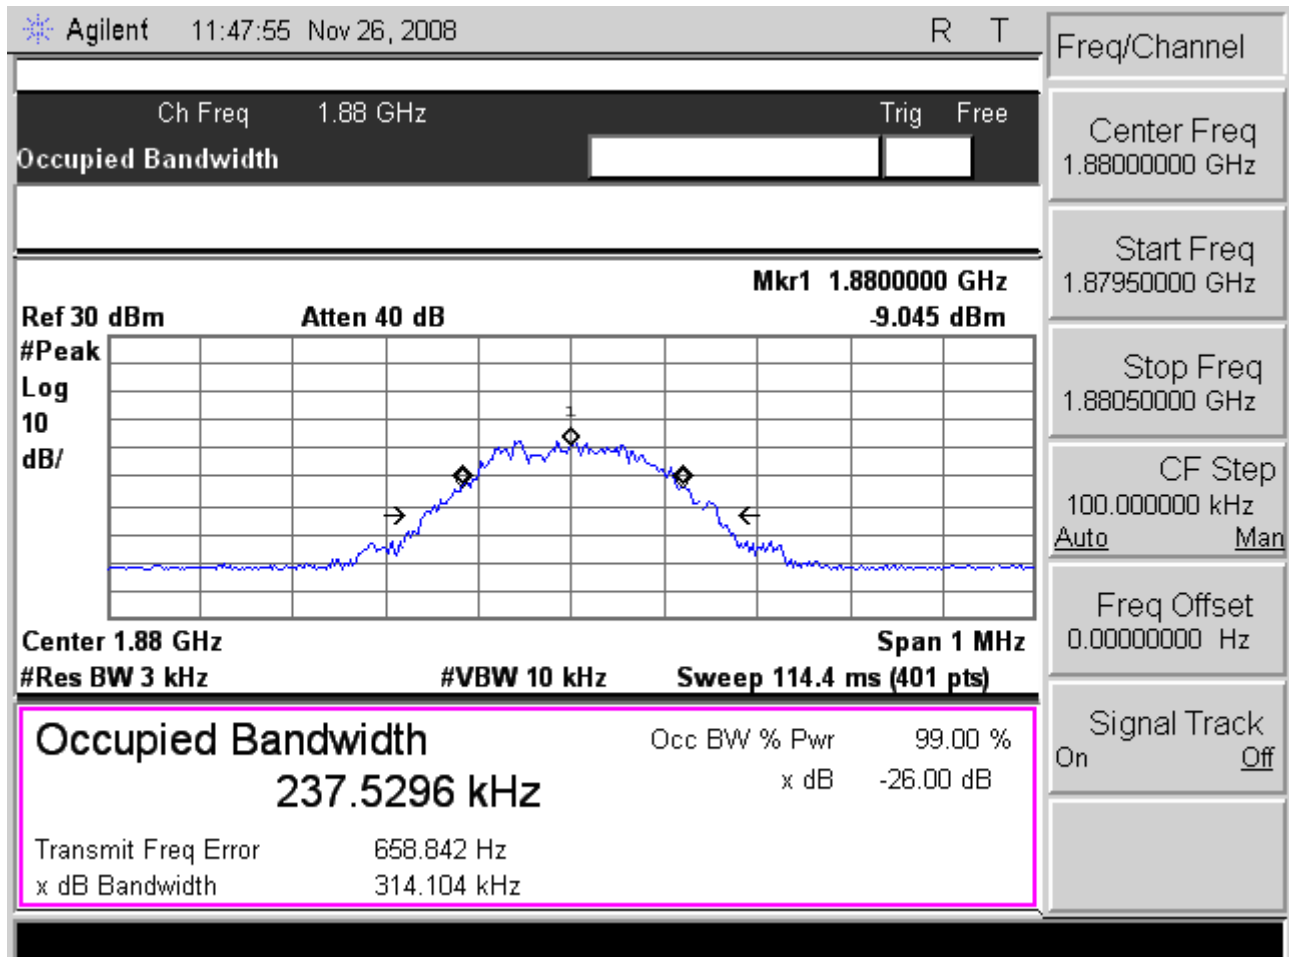 Agilent 11:47:55 Nov 26, 2008 R T
Ch Freq 1.88 GHz Trig Free
Occupied Bandwidth
Mkr1 1.8800000 GHz
Ref 30 dBm Atten 40 dB -9.045 dBm
#Peak
Log
10
dB/
1
Center 1.88 GHz Span 1 MHz
#Res BW 3 kHz #VBW 10 kHz Sweep 114.4 ms (401 pts)
Occupied Bandwidth
237.5296 kHz
Occ BW % Pwr 99.00 %
x dB -26.00 dB
Transmit Freq Error 658.842 Hz
x dB Bandwidth 314.104 kHz
Freq/Channel
Center Freq
1.88000000 GHz
Start Freq
1.87950000 GHz
Stop Freq
1.88050000 GHz
CF Step
100.000000 kHz
Auto Man
Freq Offset
0.00000000 Hz
Signal Track
On Off